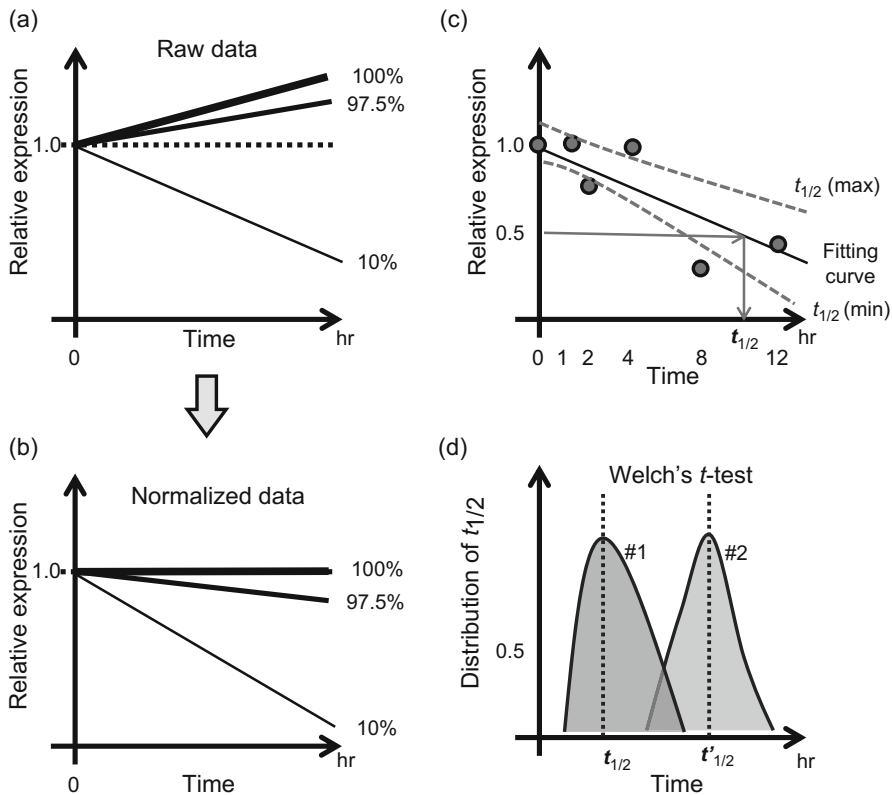 (a)
Raw data
Relative expression
1.0
100%
97.5%
10%
0
Time
hr
(b)
Normalized data
Relative expression
1.0
100%
97.5%
10%
0
Time
hr
(c)
Relative expression
1.0
0.5
t1/2 (max)
Fitting
curve
t1/2 (min)
0 1 2 4 8 12 hr
t1/2
Time
(d)
Welch's t-test
Distribution of t1/2
0.5
#1
#2
t1/2
t'1/2
hr
Time